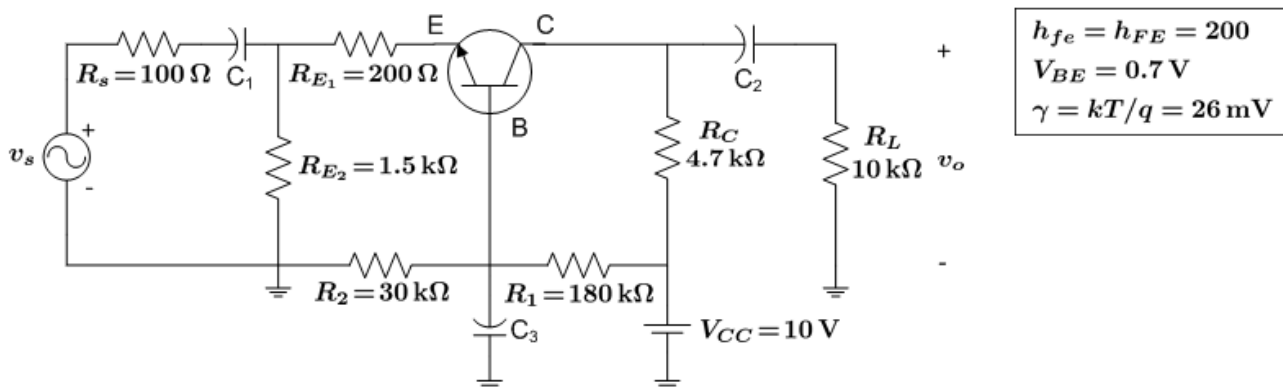 E
C
h_{fe} = h_{FE} = 200
V_{BE} = 0.7 V
γ = kT/q = 26 mV
R_s = 100 Ω
C_1
R_{E_1} = 200 Ω
C_2
+
B
R_C
4.7 kΩ
R_L
10 kΩ
v_o
+
v_s
-
R_{E_2} = 1.5 kΩ
-
R_2 = 30 kΩ
R_1 = 180 kΩ
C_3
V_{CC} = 10 V